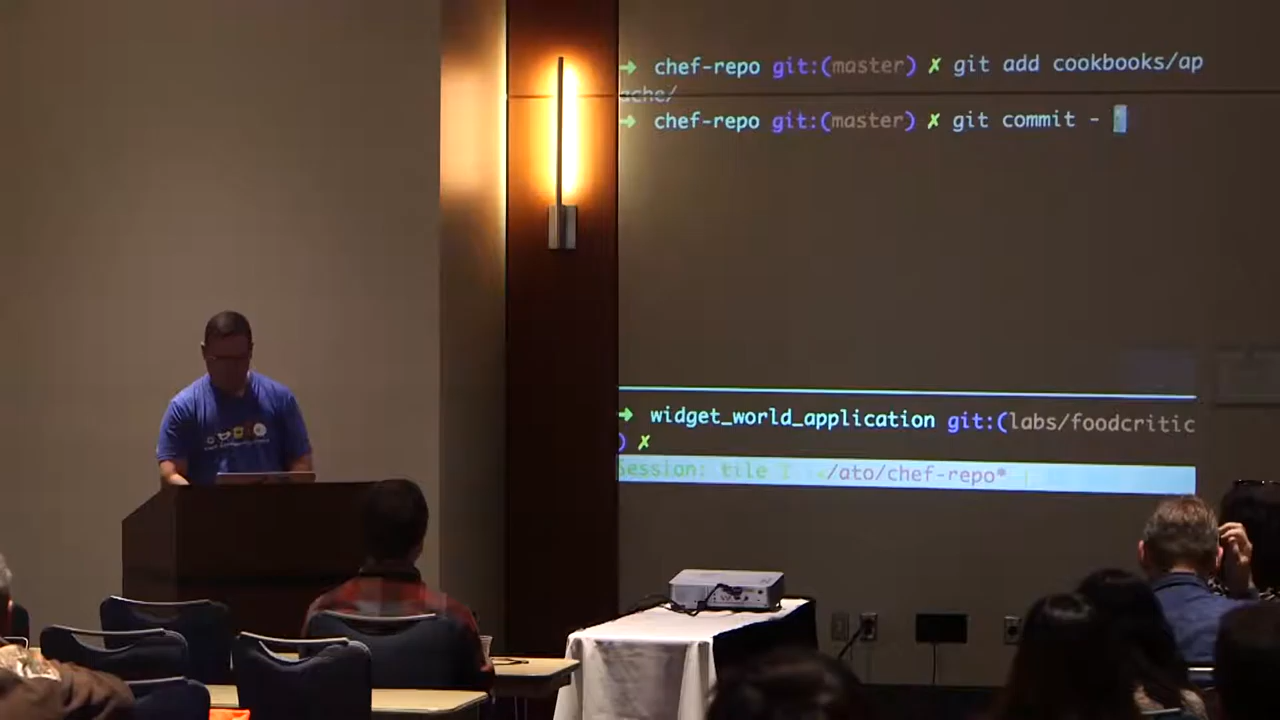 ➜ chef-repo git:(master) ✗ git add cookbooks/ap
ache/
➜ chef-repo git:(master) ✗ git commit -
➜ widget_world_application git:(labs/foodcritic
) ✗
Session: tile /ato/chef-repo*